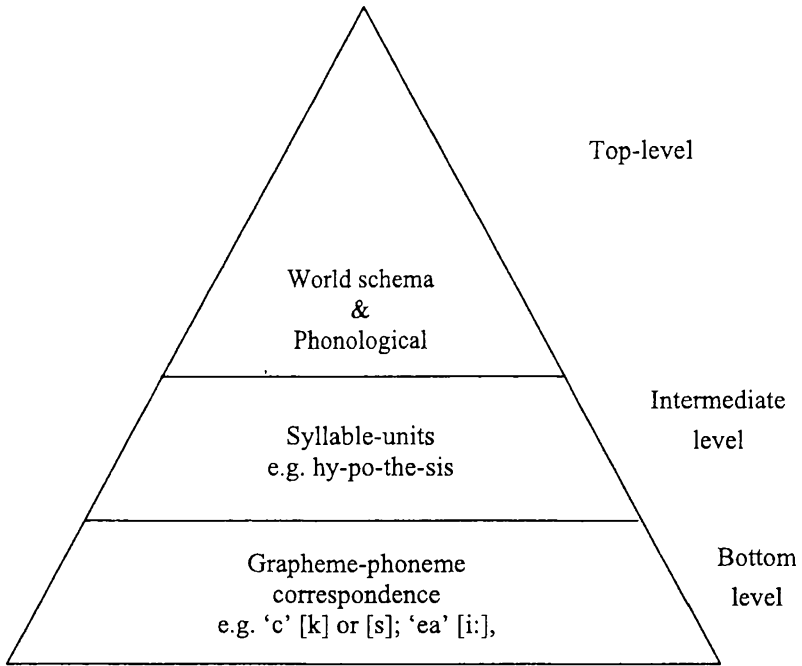 Top-level
World schema
&
Phonological
Intermediate
level
Syllable-units
e.g. hy-po-the-sis
Bottom
level
Grapheme-phoneme
correspondence
e.g. ‘c’ [k] or [s]; ‘ea’ [i:],